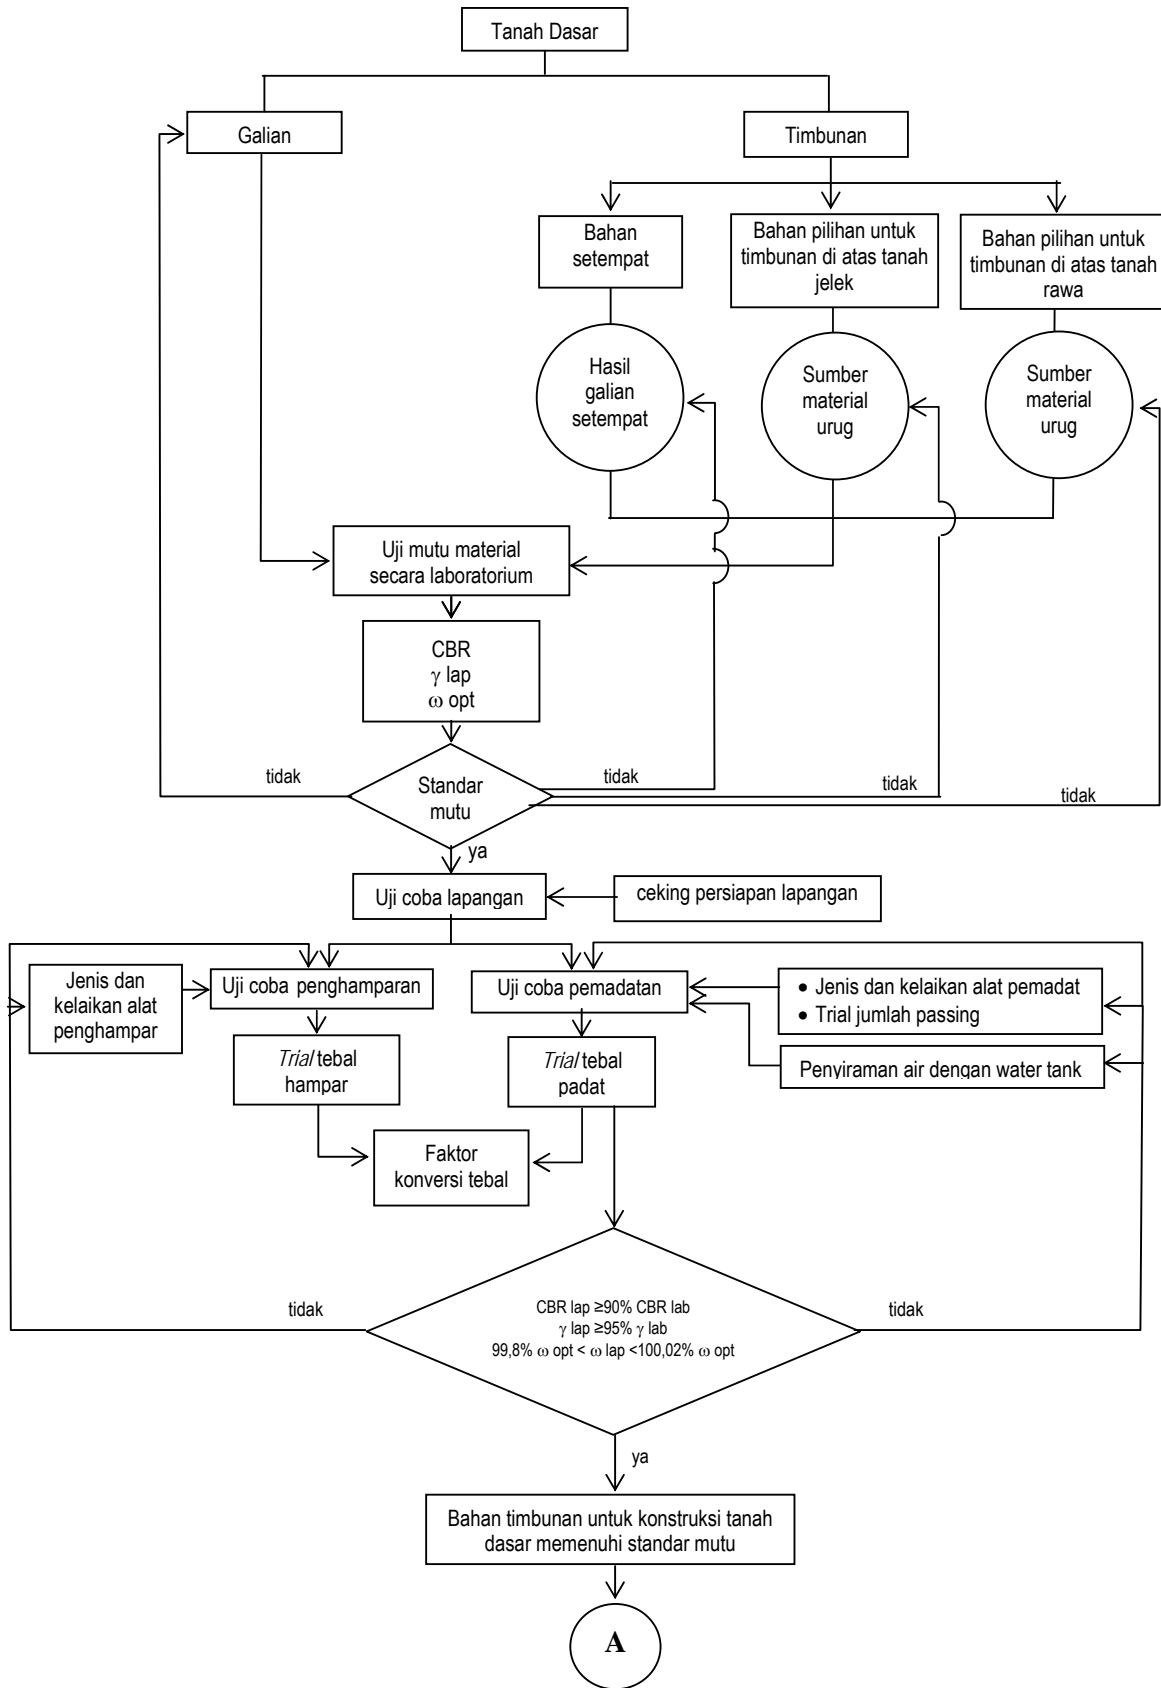 Tanah Dasar
Galian
Timbunan
Bahan
setempat
Bahan pilihan untuk
timbunan di atas tanah
jelek
Bahan pilihan untuk
timbunan di atas tanah
rawa
Hasil
galian
setempat
Sumber
material
urug
Sumber
material
urug
Uji mutu material
secara laboratorium
CBR
γ lap
ω opt
Standar
mutu
tidak
tidak
tidak
tidak
ya
Uji coba lapangan
ceking persiapan lapangan
Jenis dan
kelaikan alat
penghampar
Uji coba penghamparan
Uji coba pemadatan
• Jenis dan kelaikan alat pemadat
• Trial jumlah passing
Penyiraman air dengan water tank
Trial tebal
hampar
Trial tebal
padat
Faktor
konversi tebal
tidak
tidak
CBR lap ≥90% CBR lab
γ lap ≥95% γ lab
99,8% ω opt < ω lap <100,02% ω opt
ya
Bahan timbunan untuk konstruksi tanah
dasar memenuhi standar mutu
A